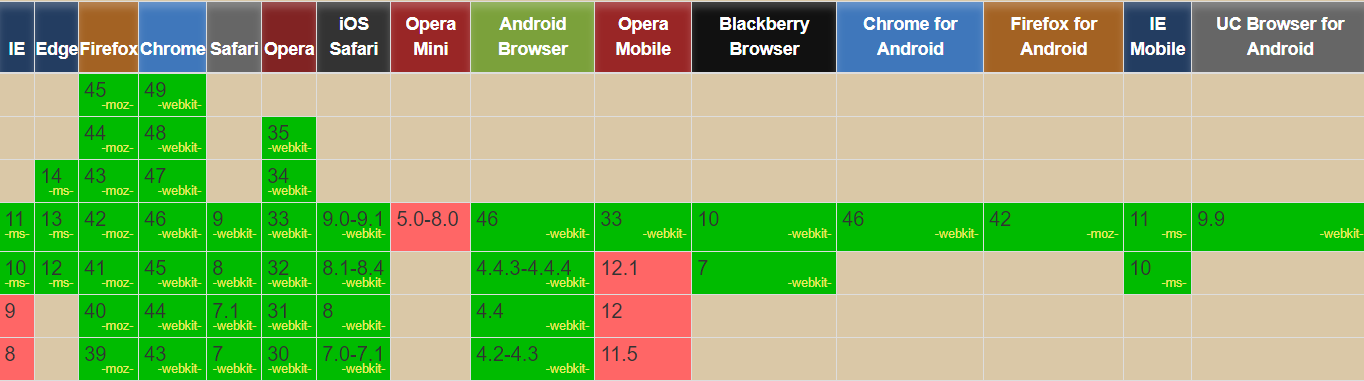 IE Edge Firefox Chrome Safari Opera iOS Safari Opera Mini Android Browser Opera Mobile Blackberry Browser Chrome for Android Firefox for Android IE Mobile UC Browser for Android
45 -moz- 49 -webkit-
44 -moz- 48 -webkit- 35 -webkit-
14 -ms- 43 -moz- 47 -webkit- 34 -webkit-
11 -ms- 13 -ms- 42 -moz- 46 -webkit- 9 -webkit- 33 -webkit- 9.0-9.1 -webkit- 5.0-8.0 46 -webkit- 33 -webkit- 10 -webkit- 46 -webkit- 42 -moz- 11 -ms- 9.9 -webkit-
10 -ms- 12 -ms- 41 -moz- 45 -webkit- 8 -webkit- 32 -webkit- 8.1-8.4 -webkit- 4.4.3-4.4.4 -webkit- 12.1 7 -webkit- 10 -ms-
9 40 -moz- 44 -webkit- 7.1 -webkit- 31 -webkit- 8 -webkit- 4.4 -webkit- 12
8 39 -moz- 43 -webkit- 7 -webkit- 30 -webkit- 7.0-7.1 -webkit- 4.2-4.3 -webkit- 11.5